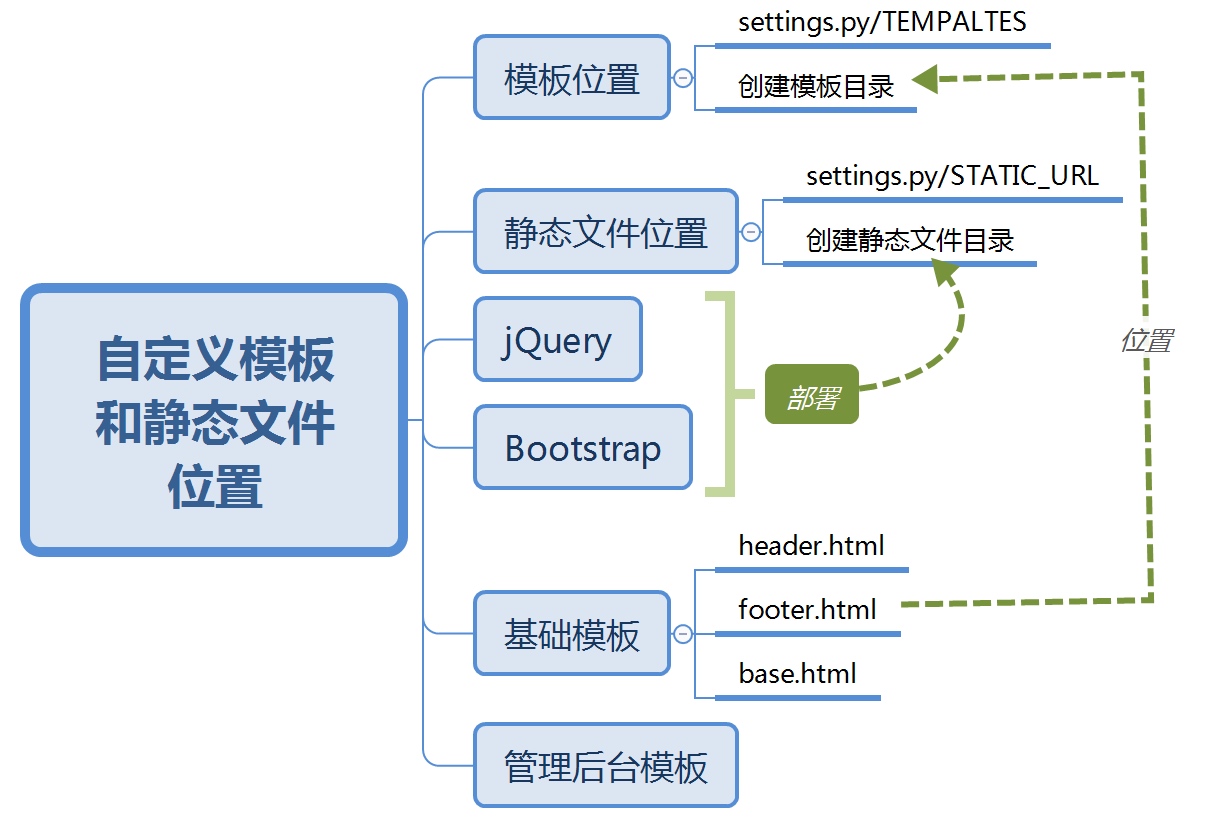 自定义模板
和静态文件
位置
模板位置
settings.py/TEMPALTES
创建模板目录
静态文件位置
settings.py/STATIC_URL
创建静态文件目录
jQuery
Bootstrap
部署
位置
基础模板
header.html
footer.html
base.html
管理后台模板